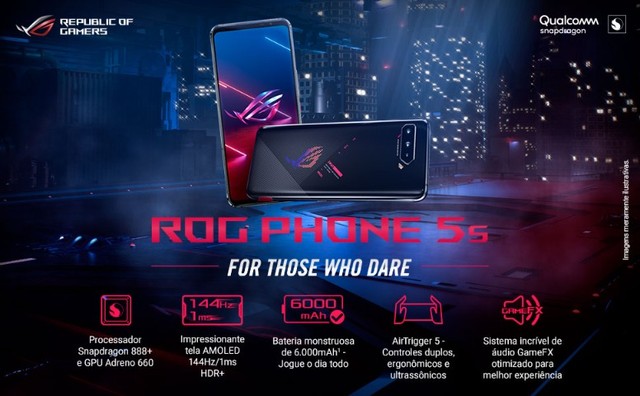 REPUBLIC OF
GAMERS
Qualcomm
snapdragon
Imagens meramente ilustrativas.
ROG PHONE 5s
FOR THOSE WHO DARE
144Hz
1ms
6000
mAh
GAMEFX
Processador
Snapdragon 888+
e GPU Adreno 660
Impressionante
tela AMOLED
144Hz/1ms
HDR+
Bateria monstruosa
de 6.000mAh¹ -
Jogue o dia todo
AirTrigger 5 -
Controles duplos,
ergonômicos e
ultrassônicos
Sistema incrível de
áudio GameFX
otimizado para
melhor experiência